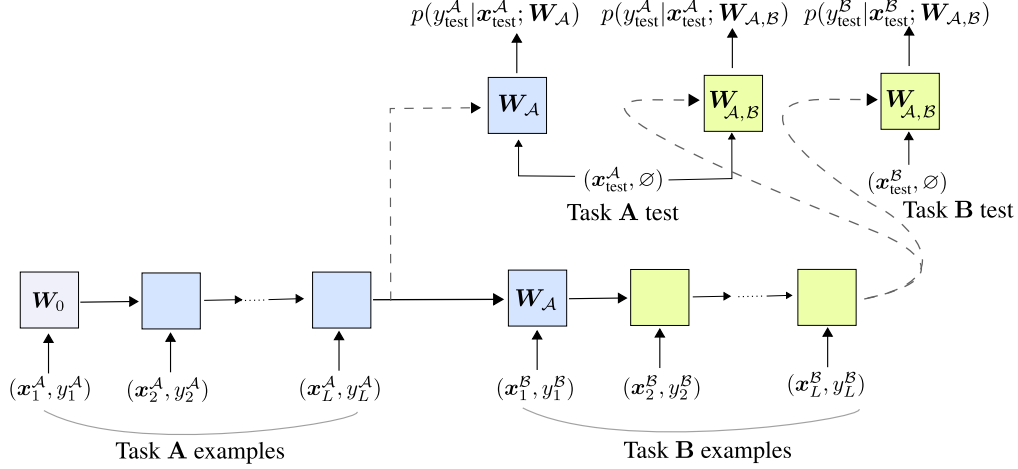 p(y^𝒜_test|x^𝒜_test; W_𝒜) p(y^𝒜_test|x^𝒜_test; W_𝒜,ℬ) p(y^ℬ_test|x^ℬ_test; W_𝒜,ℬ)
W_𝒜 W_𝒜,ℬ W_𝒜,ℬ
(x^𝒜_test, ∅) (x^ℬ_test, ∅)
Task A test Task B test
W_0 W_𝒜
(x^𝒜_1, y^𝒜_1) (x^𝒜_2, y^𝒜_2) (x^𝒜_L, y^𝒜_L) (x^ℬ_1, y^ℬ_1) (x^ℬ_2, y^ℬ_2) (x^ℬ_L, y^ℬ_L)
Task A examples Task B examples